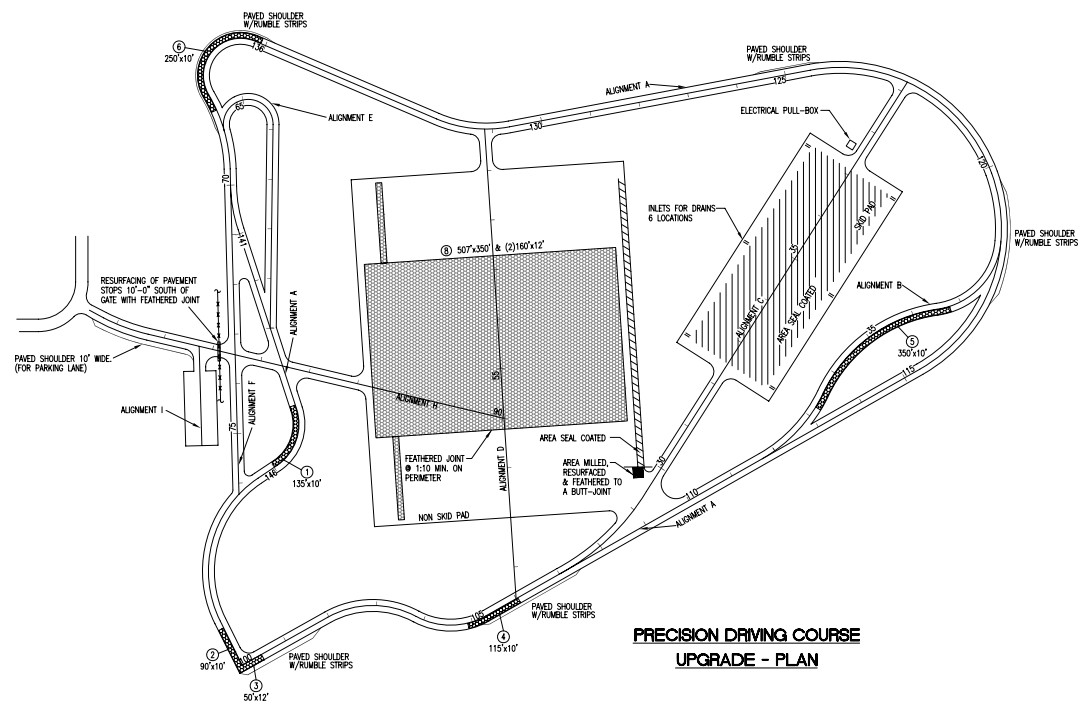 PAVED SHOULDER
W/RUMBLE STRIPS
6
250'x10'
136
PAVED SHOULDER
W/RUMBLE STRIPS
125
ALIGNMENT A
130
65
ALIGNMENT E
ELECTRICAL PULL-BOX
120
70
141
INLETS FOR DRAINS
6 LOCATIONS
SKID PAD
35
PAVED SHOULDER
W/RUMBLE STRIPS
8 507'x350' & (2)160'x12'
RESURFACING OF PAVEMENT
STOPS 10'-0" SOUTH OF
GATE WITH FEATHERED JOINT
ALIGNMENT A
ALIGNMENT C
AREA SEAL COATED
ALIGNMENT B
35
5
350'x10'
115
PAVED SHOULDER 10" WIDE.
(FOR PARKING LANE)
55
ALIGNMENT H
90
ALIGNMENT F
ALIGNMENT I
75
AREA SEAL COATED
FEATHERED JOINT
@ 1:10 MIN. ON
PERIMETER
ALIGNMENT D
AREA MILLED,
RESURFACED
& FEATHERED TO
A BUTT-JOINT
30
146
1
135'x10'
110
ALIGNMENT A
NON SKID PAD
105
PAVED SHOULDER
W/RUMBLE STRIPS
4
115'x10'
2
90'x10'
100
3
50'x12'
PAVED SHOULDER
W/RUMBLE STRIPS
PRECISION DRIVING COURSE
UPGRADE - PLAN